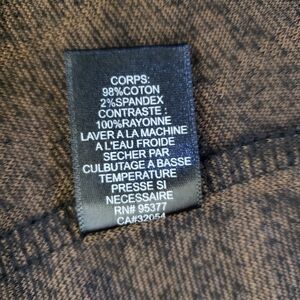 CORPS:
98%COTON
2%SPANDEX
CONTRASTE :
100%RAYONNE
LAVER A LA MACHINE
A L'EAU FROIDE
SECHER PAR
CULBUTAGE A BASSE
TEMPERATURE
PRESSE SI
NECESSAIRE
RN# 95377
CA#32054